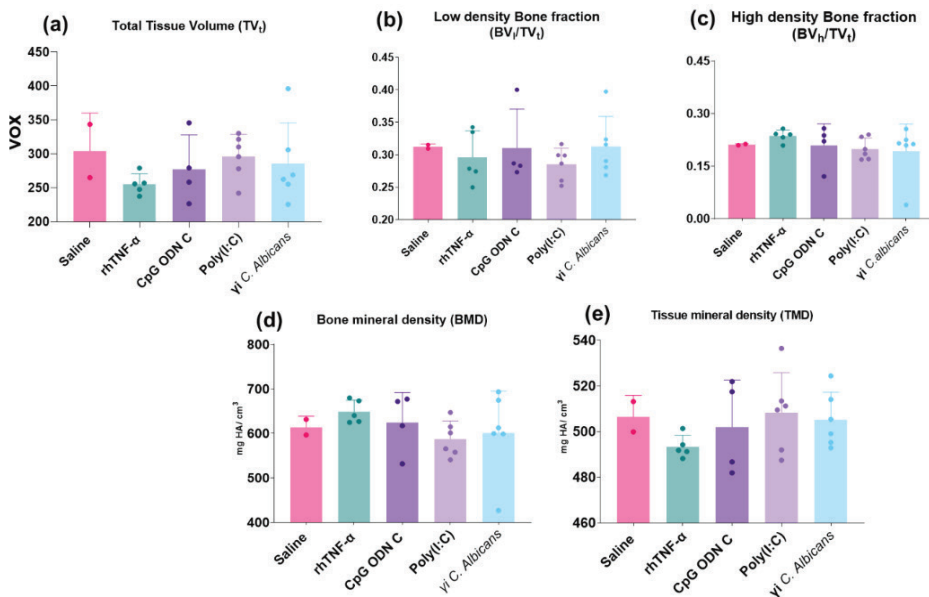 (a)
Total Tissue Volume (TVt)
VOX
450
400
350
300
250
200
Saline
rhTNF-α
CpG ODN C
Poly(I:C)
γi C. Albicans
(b)
Low density Bone fraction
(BVl/TVt)
0.40
0.35
0.30
0.25
0.20
Saline
rhTNF-α
CpG ODN C
Poly(I:C)
γi C. Albicans
(c)
High density Bone fraction
(BVh/TVt)
0.45
0.30
0.15
0.00
Saline
rhTNF-α
CpG ODN C
Poly(I:C)
γi C.albicans
(d)
Bone mineral density (BMD)
mg HA/ cm³
800
700
600
500
400
Saline
rhTNF-α
CpG ODN C
Poly(I:C)
γi C. Albicans
(e)
Tissue mineral density (TMD)
mg HA/ cm³
540
520
500
480
460
Saline
rhTNF-α
CpG ODN C
Poly(I:C)
γi C. Albicans